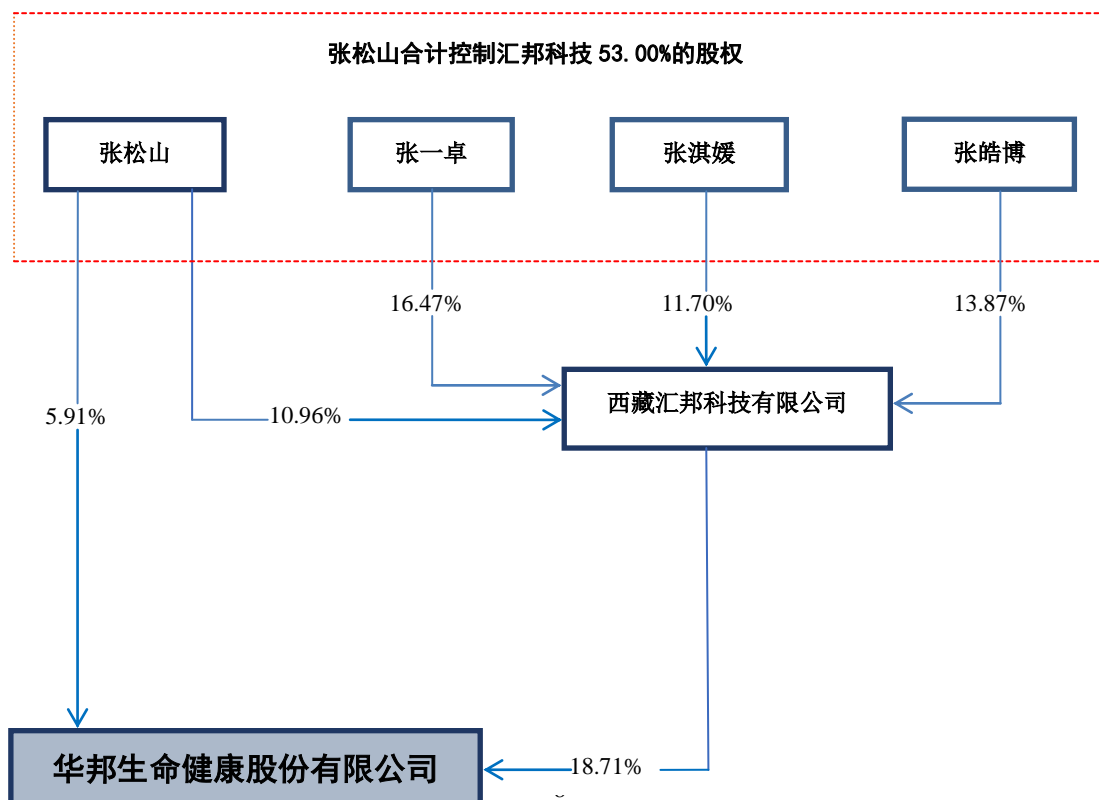 张松山合计控制汇邦科技 53.00%的股权
张松山
张一卓
张淇媛
张皓博
16.47%
11.70%
13.87%
西藏汇邦科技有限公司
5.91%
10.96%
华邦生命健康股份有限公司
18.71%